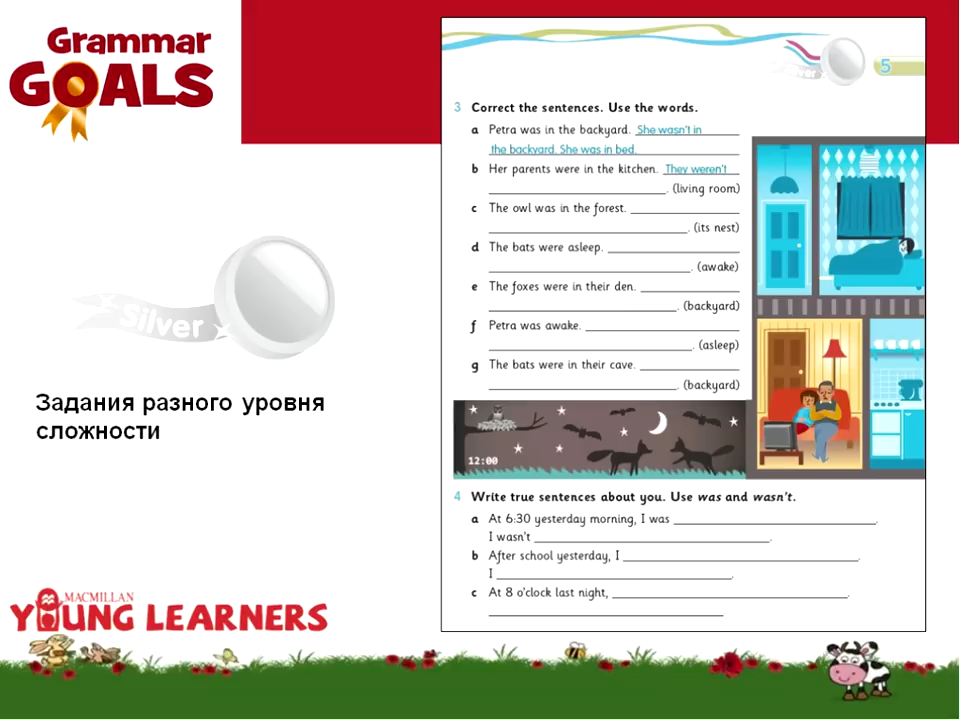 Grammar
GOALS
Silver
Задания разного уровня
сложности
MACMILLAN
YOUNG LEARNERS
Silver
5
3 Correct the sentences. Use the words.
a Petra was in the backyard. She wasn't in
the backyard. She was in bed.
b Her parents were in the kitchen. They weren't
. (living room)
c The owl was in the forest.
. (its nest)
d The bats were asleep.
. (awake)
e The foxes were in their den.
. (backyard)
f Petra was awake.
. (asleep)
g The bats were in their cave.
. (backyard)
12:00
4 Write true sentences about you. Use was and wasn't.
a At 6:30 yesterday morning, I was .
I wasn't .
b After school yesterday, I .
I .
c At 8 o'clock last night, .